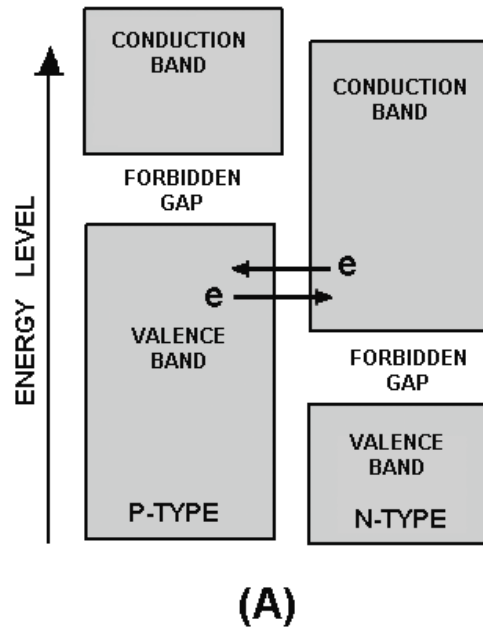 CONDUCTION
BAND
CONDUCTION
BAND
FORBIDDEN
GAP
ENERGY LEVEL
e
e
VALENCE
BAND
FORBIDDEN
GAP
VALENCE
BAND
P-TYPE
N-TYPE
(A)